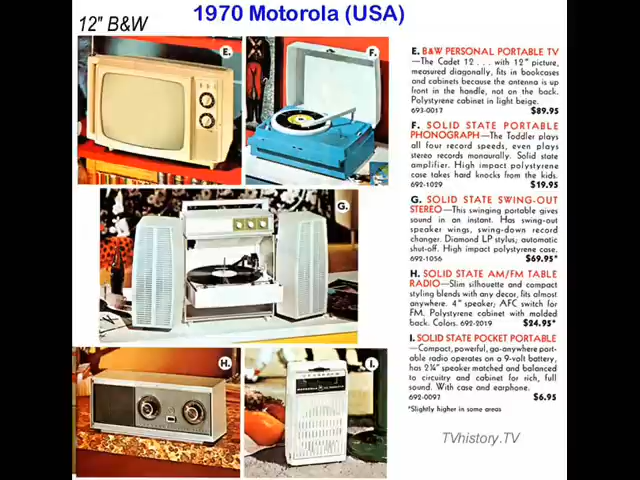 1970 Motorola (USA)
12" B&W
E.
F.
G.
H.
I.
E. B&W PERSONAL PORTABLE TV
—The Cadet 12 . . . with 12" picture,
measured diagonally, fits in bookcases
and cabinets because the antenna is up
front in the handle, not on the back.
Polystyrene cabinet in light beige.
693-0017 $89.95
F. SOLID STATE PORTABLE
PHONOGRAPH—The Toddler plays
all four record speeds, even plays
stereo records monaurally. Solid state
amplifier. High impact polystyrene
case takes hard knocks from the kids.
692-1029 $19.95
G. SOLID STATE SWING-OUT
STEREO—This swinging portable gives
sound in an instant. Has swing-out
speaker wings, swing-down record
changer. Diamond LP stylus; automatic
shut-off. High impact polystyrene case.
692-1056 $69.95*
H. SOLID STATE AM/FM TABLE
RADIO—Slim silhouette and compact
styling blends with any decor, fits almost
anywhere. 4" speaker; AFC switch for
FM. Polystyrene cabinet with molded
back. Colors. 692-2019 $24.95*
I. SOLID STATE POCKET PORTABLE
—Compact, powerful, go-anywhere port-
able radio operates on a 9-volt battery,
has 2¼" speaker matched and balanced
to circuitry and cabinet for rich, full
sound. With case and earphone.
692-0097 $6.95
*Slightly higher in some areas
TVhistory.TV